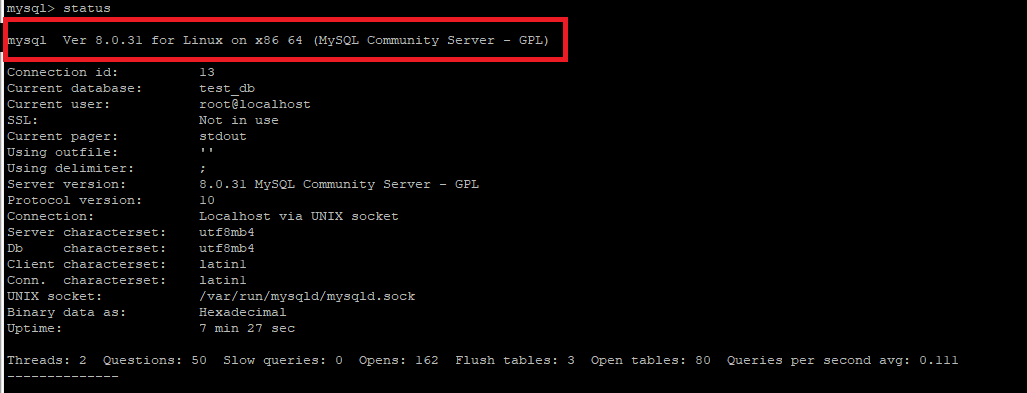 mysql> status
mysql  Ver 8.0.31 for Linux on x86 64 (MySQL Community Server - GPL)
Connection id:          13
Current database:       test_db
Current user:           root@localhost
SSL:                    Not in use
Current pager:          stdout
Using outfile:          ''
Using delimiter:        ;
Server version:         8.0.31 MySQL Community Server - GPL
Protocol version:       10
Connection:             Localhost via UNIX socket
Server characterset:    utf8mb4
Db     characterset:    utf8mb4
Client characterset:    latin1
Conn.  characterset:    latin1
UNIX socket:            /var/run/mysqld/mysqld.sock
Binary data as:         Hexadecimal
Uptime:                 7 min 27 sec
Threads: 2  Questions: 50  Slow queries: 0  Opens: 162  Flush tables: 3  Open tables: 80  Queries per second avg: 0.111
--------------